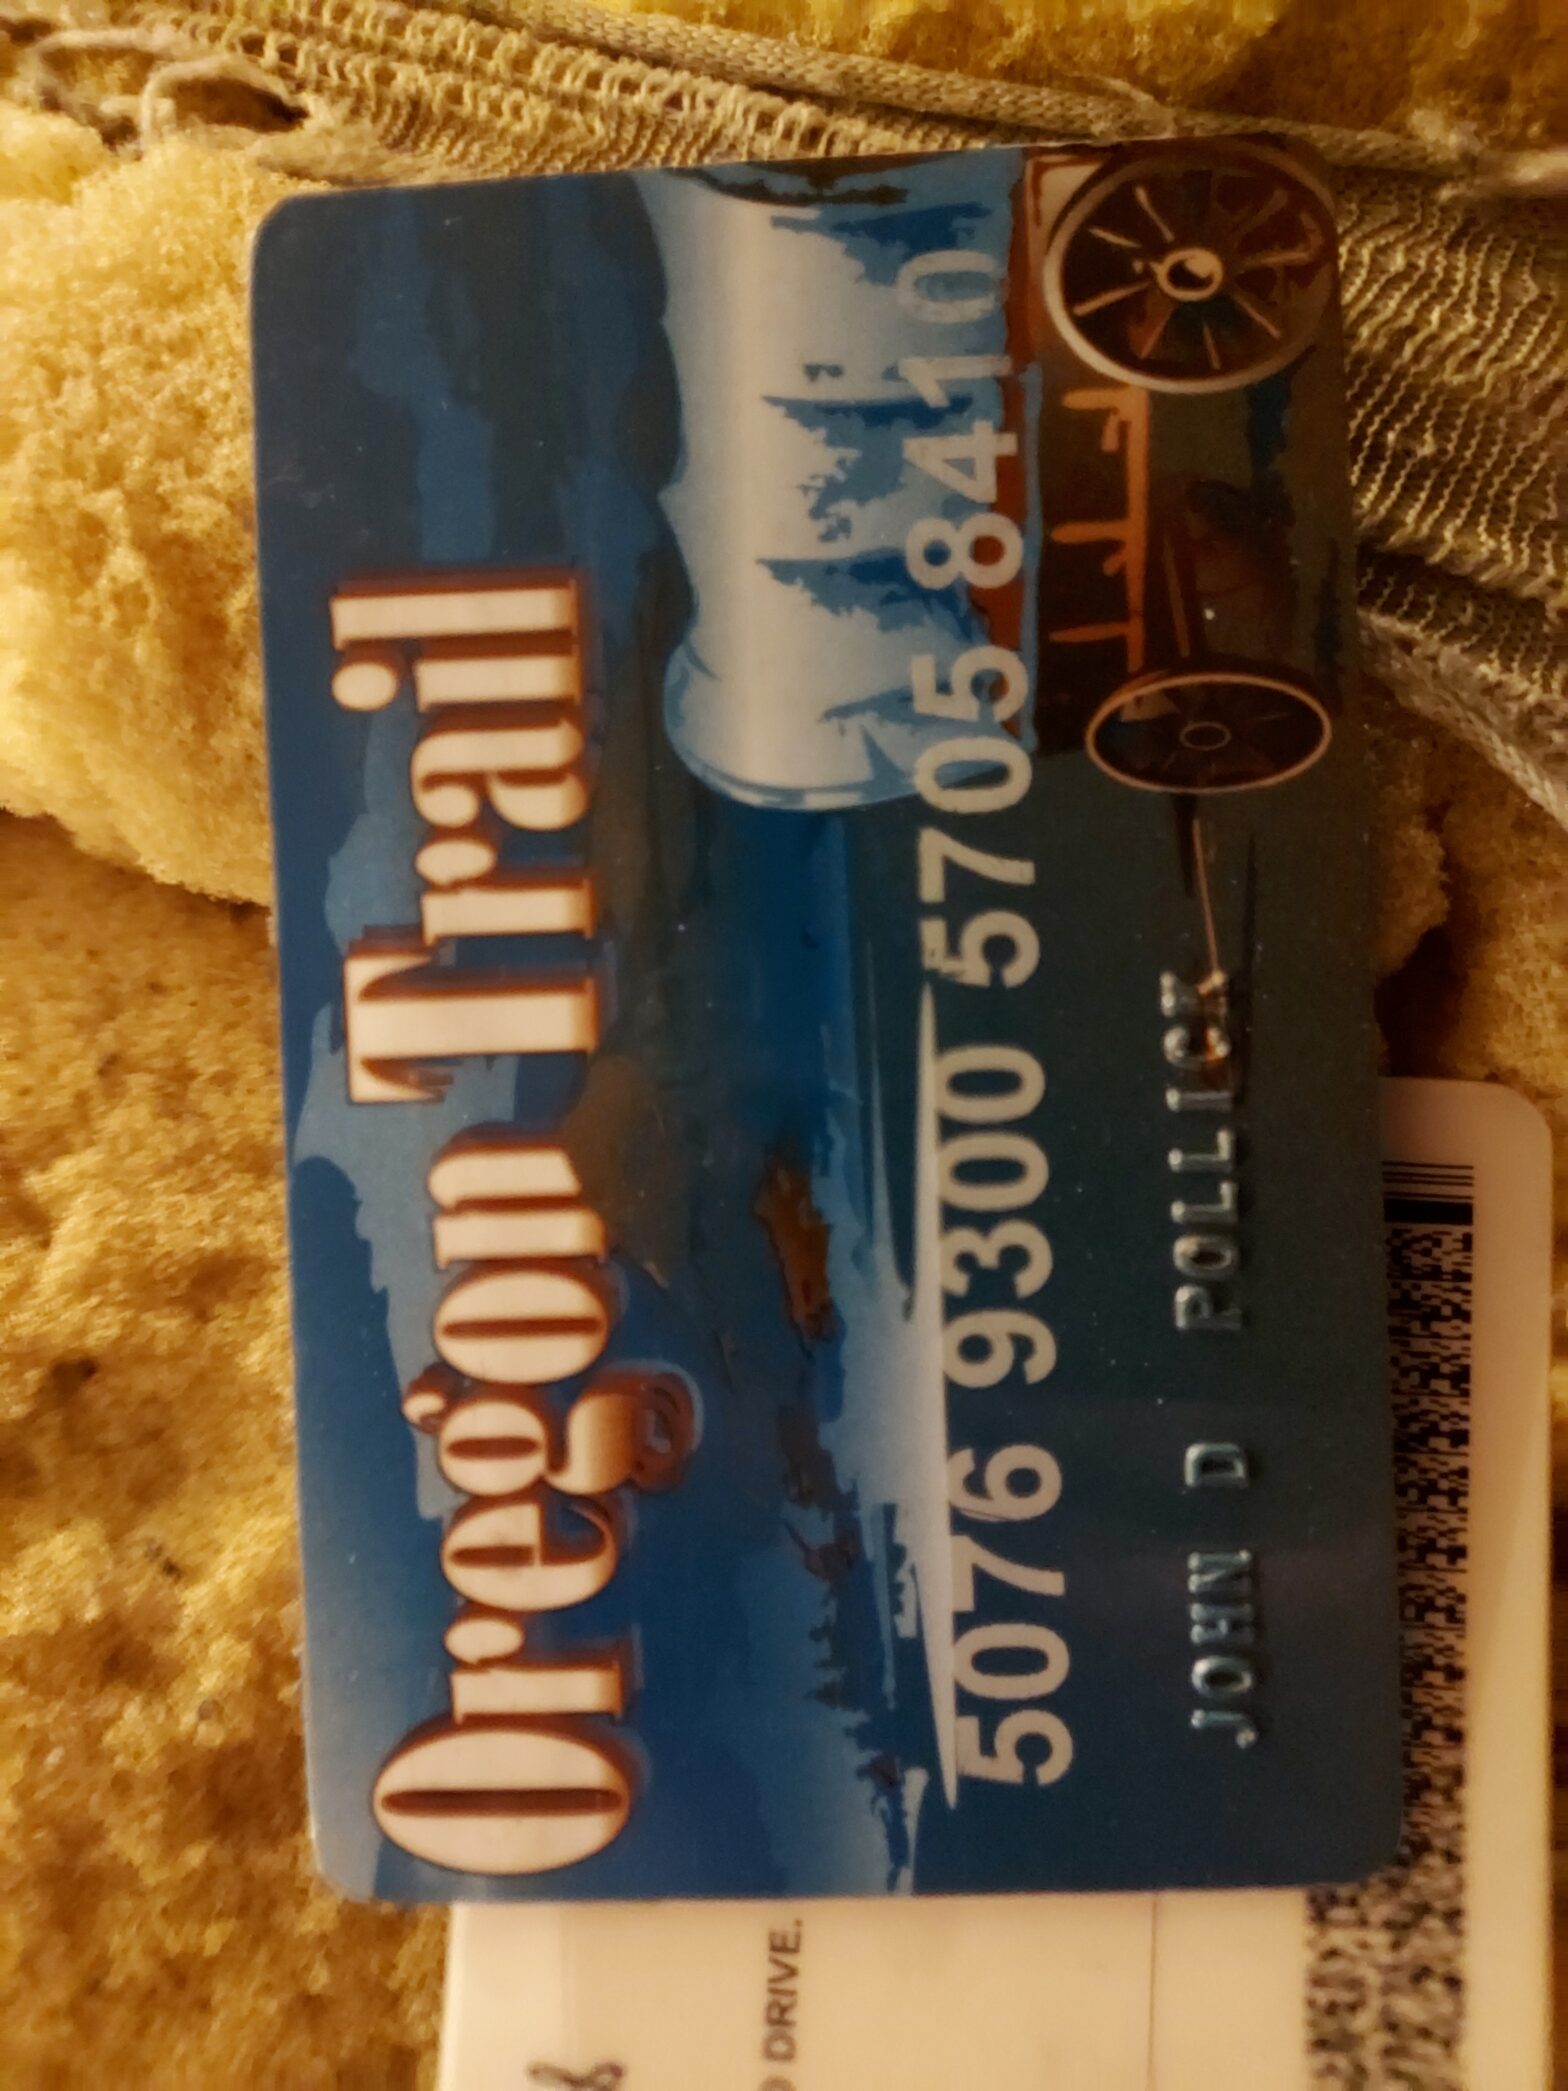 Oregon Trail
5076 9300 5705 8410
JOHN D POLLICK
DRIVE.